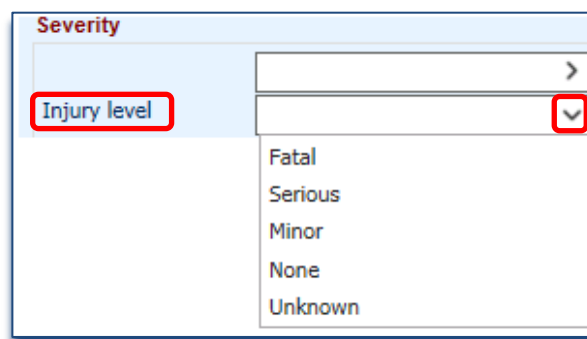 Severity
Injury level
Fatal
Serious
Minor
None
Unknown